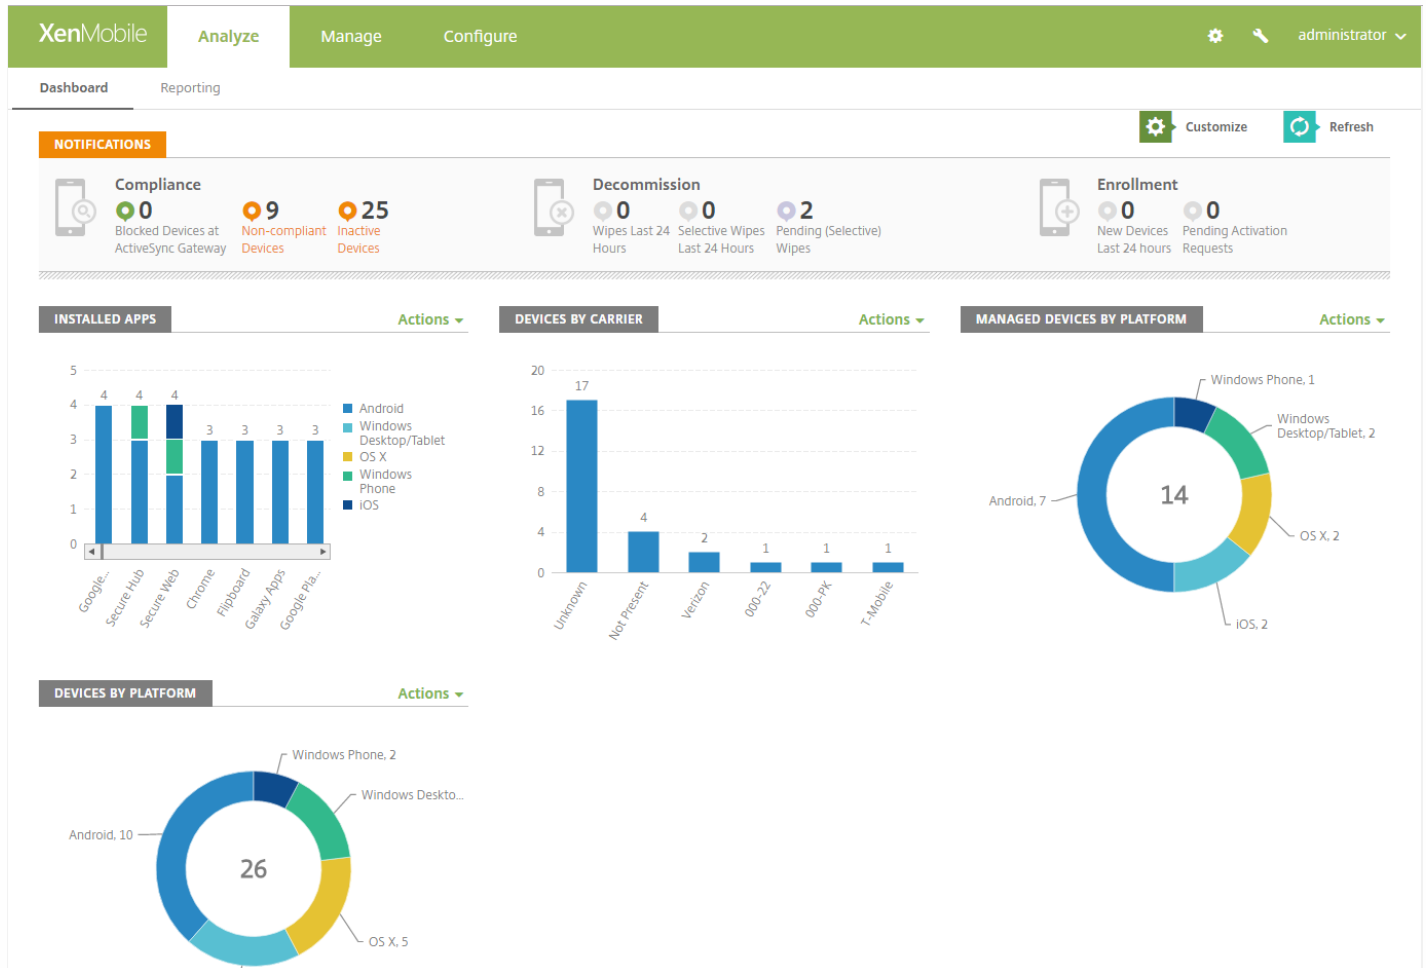 XenMobile
Analyze
Manage
Configure
administrator
Dashboard
Reporting
Customize
Refresh
NOTIFICATIONS
Compliance
0
Blocked Devices at
ActiveSync Gateway
9
Non-compliant
Devices
25
Inactive
Devices
Decommission
0
Wipes Last 24
Hours
0
Selective Wipes
Last 24 Hours
2
Pending (Selective)
Wipes
Enrollment
0
New Devices
Last 24 hours
0
Pending Activation
Requests
INSTALLED APPS
Actions
5
4
3
2
1
0
4
4
4
3
3
3
3
Google...
Secure Hub
Secure Web
Chrome
Flipboard
Galaxy Apps
Google Pla...
Android
Windows
Desktop/Tablet
OS X
Windows
Phone
iOS
DEVICES BY CARRIER
Actions
20
16
12
8
4
0
17
4
2
1
1
1
Unknown
Not Present
Verizon
000-22
000-PK
T-Mobile
MANAGED DEVICES BY PLATFORM
Actions
Windows Phone, 1
Windows
Desktop/Tablet, 2
Android, 7
14
OS X, 2
iOS, 2
DEVICES BY PLATFORM
Actions
Windows Phone, 2
Windows Deskto...
Android, 10
26
OS X, 5